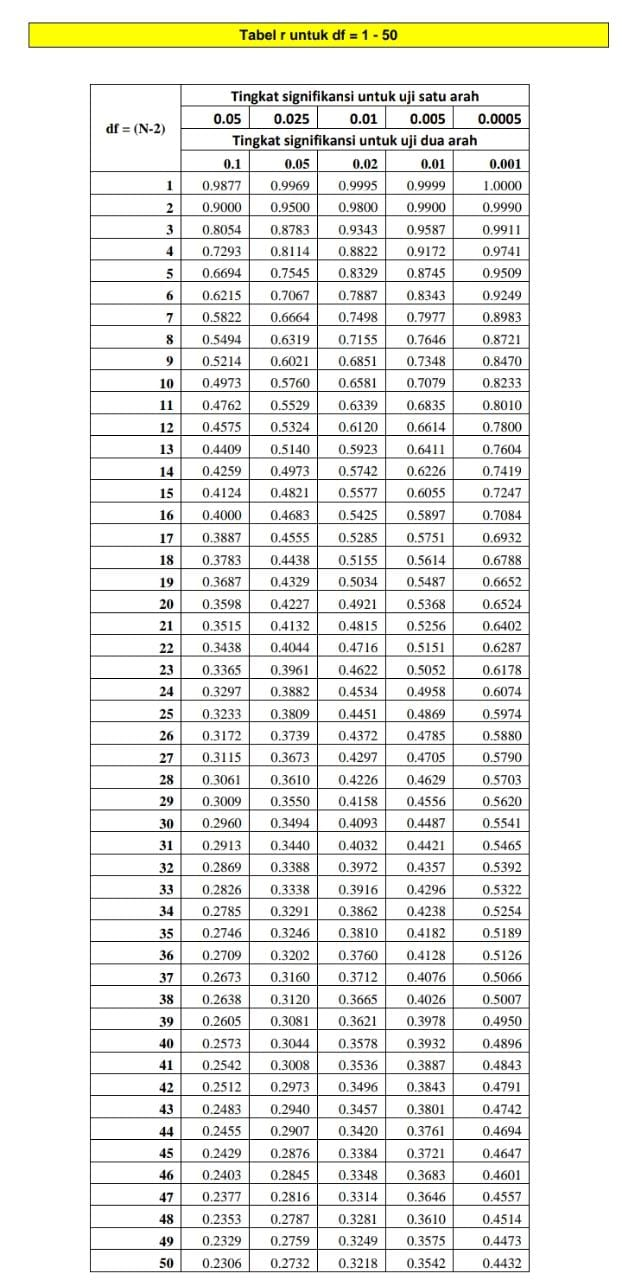 Tabel r untuk df = 1 - 50
Tingkat signifikansi untuk uji satu arah
df = (N-2)
0.05 0.025 0.01 0.005 0.0005
Tingkat signifikansi untuk uji dua arah
0.1 0.05 0.02 0.01 0.001
1 0.9877 0.9969 0.9995 0.9999 1.0000
2 0.9000 0.9500 0.9800 0.9900 0.9990
3 0.8054 0.8783 0.9343 0.9587 0.9911
4 0.7293 0.8114 0.8822 0.9172 0.9741
5 0.6694 0.7545 0.8329 0.8745 0.9509
6 0.6215 0.7067 0.7887 0.8343 0.9249
7 0.5822 0.6664 0.7498 0.7977 0.8983
8 0.5494 0.6319 0.7155 0.7646 0.8721
9 0.5214 0.6021 0.6851 0.7348 0.8470
10 0.4973 0.5760 0.6581 0.7079 0.8233
11 0.4762 0.5529 0.6339 0.6835 0.8010
12 0.4575 0.5324 0.6120 0.6614 0.7800
13 0.4409 0.5140 0.5923 0.6411 0.7604
14 0.4259 0.4973 0.5742 0.6226 0.7419
15 0.4124 0.4821 0.5577 0.6055 0.7247
16 0.4000 0.4683 0.5425 0.5897 0.7084
17 0.3887 0.4555 0.5285 0.5751 0.6932
18 0.3783 0.4438 0.5155 0.5614 0.6788
19 0.3687 0.4329 0.5034 0.5487 0.6652
20 0.3598 0.4227 0.4921 0.5368 0.6524
21 0.3515 0.4132 0.4815 0.5256 0.6402
22 0.3438 0.4044 0.4716 0.5151 0.6287
23 0.3365 0.3961 0.4622 0.5052 0.6178
24 0.3297 0.3882 0.4534 0.4958 0.6074
25 0.3233 0.3809 0.4451 0.4869 0.5974
26 0.3172 0.3739 0.4372 0.4785 0.5880
27 0.3115 0.3673 0.4297 0.4705 0.5790
28 0.3061 0.3610 0.4226 0.4629 0.5703
29 0.3009 0.3550 0.4158 0.4556 0.5620
30 0.2960 0.3494 0.4093 0.4487 0.5541
31 0.2913 0.3440 0.4032 0.4421 0.5465
32 0.2869 0.3388 0.3972 0.4357 0.5392
33 0.2826 0.3338 0.3916 0.4296 0.5322
34 0.2785 0.3291 0.3862 0.4238 0.5254
35 0.2746 0.3246 0.3810 0.4182 0.5189
36 0.2709 0.3202 0.3760 0.4128 0.5126
37 0.2673 0.3160 0.3712 0.4076 0.5066
38 0.2638 0.3120 0.3665 0.4026 0.5007
39 0.2605 0.3081 0.3621 0.3978 0.4950
40 0.2573 0.3044 0.3578 0.3932 0.4896
41 0.2542 0.3008 0.3536 0.3887 0.4843
42 0.2512 0.2973 0.3496 0.3843 0.4791
43 0.2483 0.2940 0.3457 0.3801 0.4742
44 0.2455 0.2907 0.3420 0.3761 0.4694
45 0.2429 0.2876 0.3384 0.3721 0.4647
46 0.2403 0.2845 0.3348 0.3683 0.4601
47 0.2377 0.2816 0.3314 0.3646 0.4557
48 0.2353 0.2787 0.3281 0.3610 0.4514
49 0.2329 0.2759 0.3249 0.3575 0.4473
50 0.2306 0.2732 0.3218 0.3542 0.4432